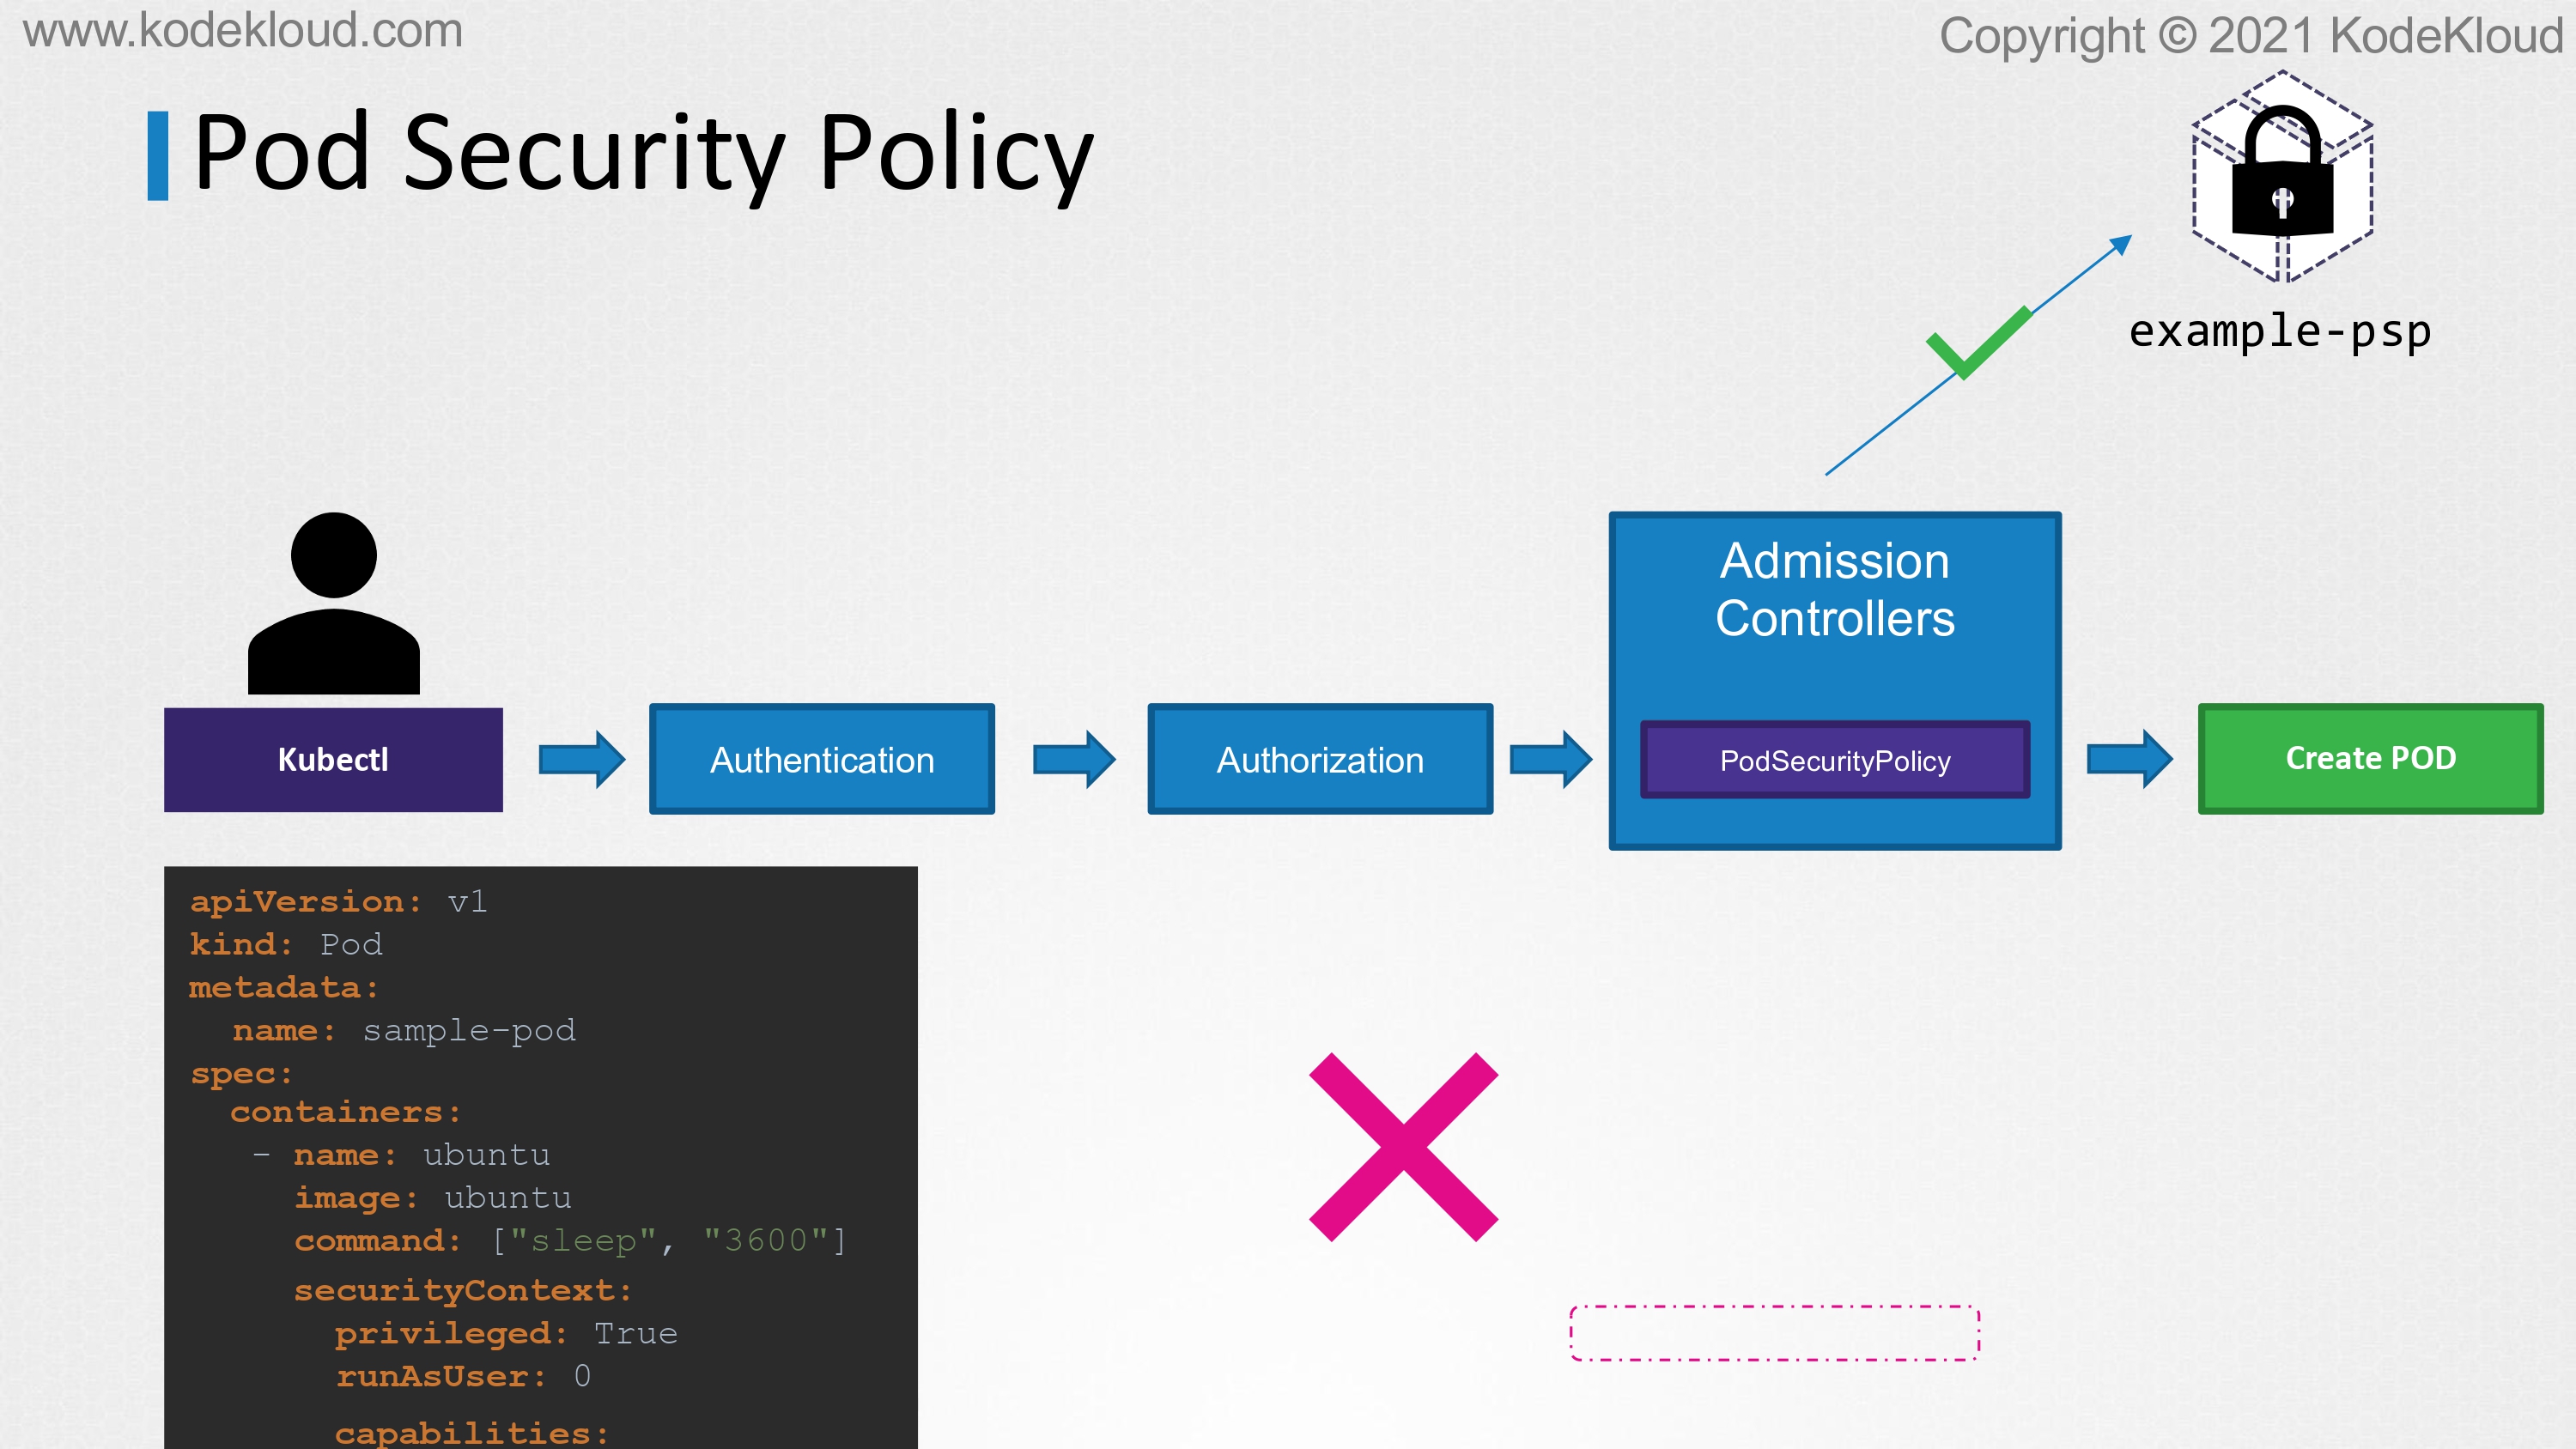 www.kodekloud.com
Copyright © 2021 KodeKloud
Pod Security Policy
example-psp
Admission
Controllers
Kubectl
Authentication
Authorization
PodSecurityPolicy
Create POD
apiVersion: v1
kind: Pod
metadata:
  name: sample-pod
spec:
  containers:
   - name: ubuntu
     image: ubuntu
     command: ["sleep", "3600"]
     securityContext:
       privileged: True
       runAsUser: 0
       capabilities: